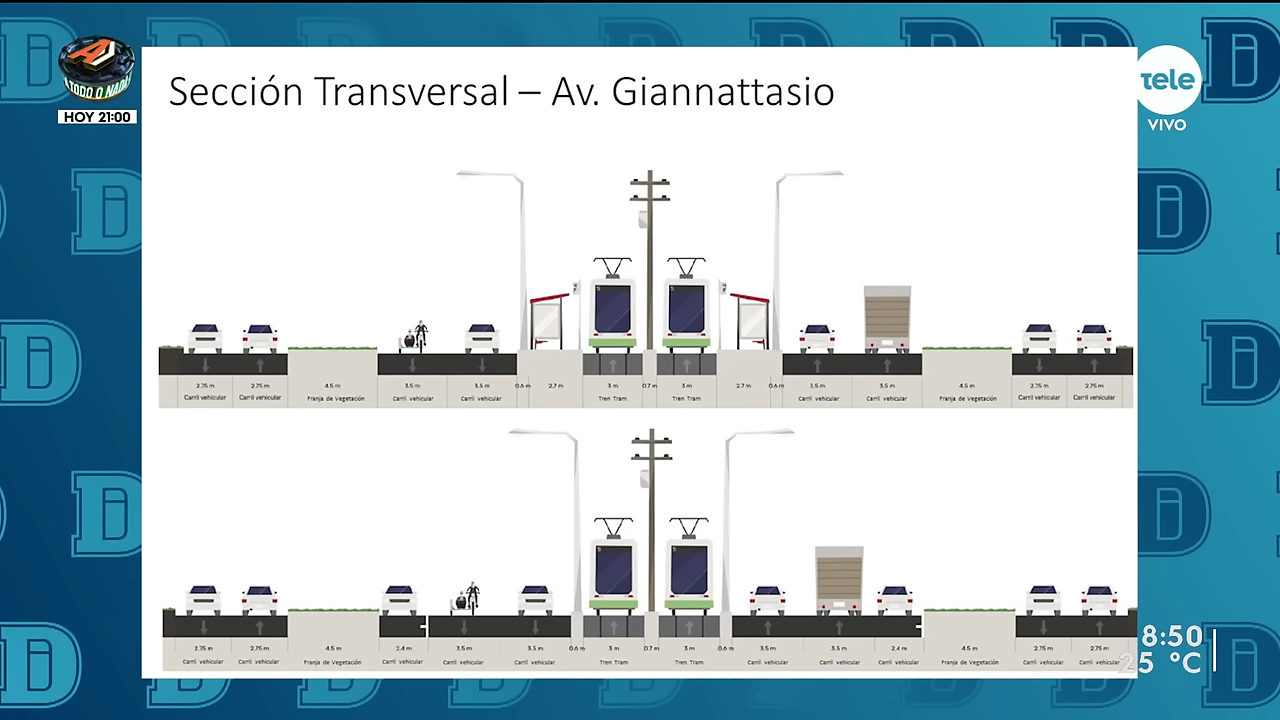 A TODO O NADA
HOY 21:00
tele
VIVO
Sección Transversal – Av. Giannattasio
2.75 m 2.75 m 4.5 m 3.5 m 3.5 m 0.6 m 2.7 m 3 m 0.7 m 3 m 2.7 m 0.6 m 3.5 m 3.5 m 4.5 m 2.75 m 2.75 m
Carril vehicular Carril vehicular Franja de Vegetación Carril vehicular Carril vehicular Tren Tram Tren Tram Carril vehicular Carril vehicular Franja de Vegetación Carril vehicular Carril vehicular
2.75 m 2.75 m 4.5 m 2.4 m 3.5 m 3.5 m 0.6 m 3 m 0.7 m 3 m 0.6 m 3.5 m 3.5 m 2.4 m 4.5 m 2.75 m 2.75 m
Carril vehicular Carril vehicular Franja de Vegetación Carril vehicular Carril vehicular Carril vehicular Tren Tram Tren Tram Carril vehicular Carril vehicular Carril vehicular Franja de Vegetación Carril vehicular Carril vehicular
8:50
25 °C